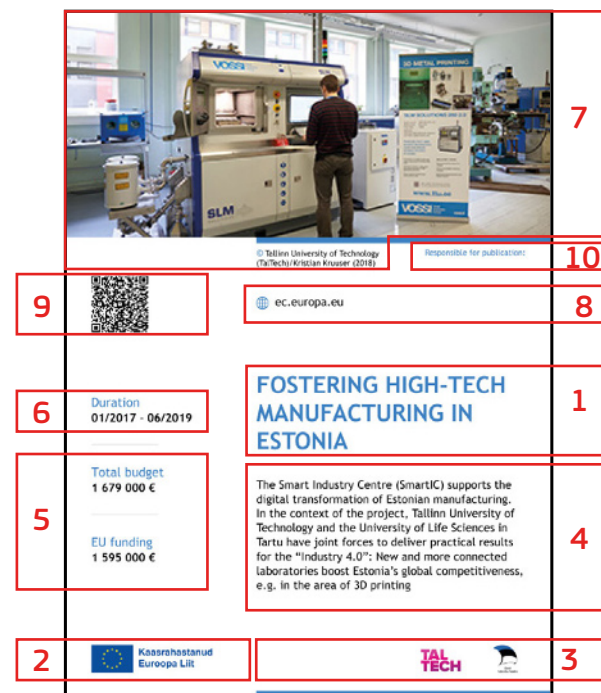 VOSSI
SLM
3D METAL PRINTING
VOSSI
7
© Tallinn University of Technology
(TalTech)/Kristian Kruuser (2018)
Responsible for publication:
10
9
ec.europa.eu
8
6
Duration
01/2017 - 06/2019
FOSTERING HIGH-TECH
MANUFACTURING IN
ESTONIA
1
5
Total budget
1 679 000 €
EU funding
1 595 000 €
The Smart Industry Centre (SmartIC) supports the
digital transformation of Estonian manufacturing.
In the context of the project, Tallinn University of
Technology and the University of Life Sciences in
Tartu have joint forces to deliver practical results
for the “Industry 4.0”: New and more connected
laboratories boost Estonia’s global competitiveness,
e.g. in the area of 3D printing
4
2
Kaasrahastanud
Euroopa Liit
TAL
TECH
3